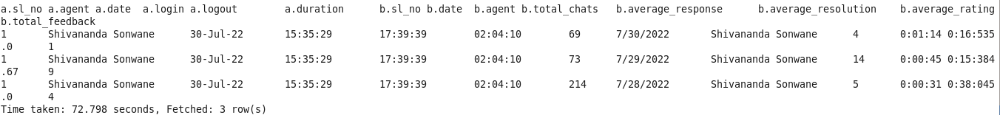 a.sl_no a.agent a.date  a.login a.logout        a.duration      b.sl_no b.date  b.agent b.total_chats   b.average_response      b.average_resolution    b.average_rating
b.total_feedback
1       Shivananda Sonwane      30-Jul-22       15:35:29        17:39:39        02:04:10        69      7/30/2022       Shivananda Sonwane      4       0:01:14 0:16:535
.0      1
1       Shivananda Sonwane      30-Jul-22       15:35:29        17:39:39        02:04:10        73      7/29/2022       Shivananda Sonwane      14      0:00:45 0:15:384
.67     9
1       Shivananda Sonwane      30-Jul-22       15:35:29        17:39:39        02:04:10        214     7/28/2022       Shivananda Sonwane      5       0:00:31 0:38:045
.0      4
Time taken: 72.798 seconds, Fetched: 3 row(s)